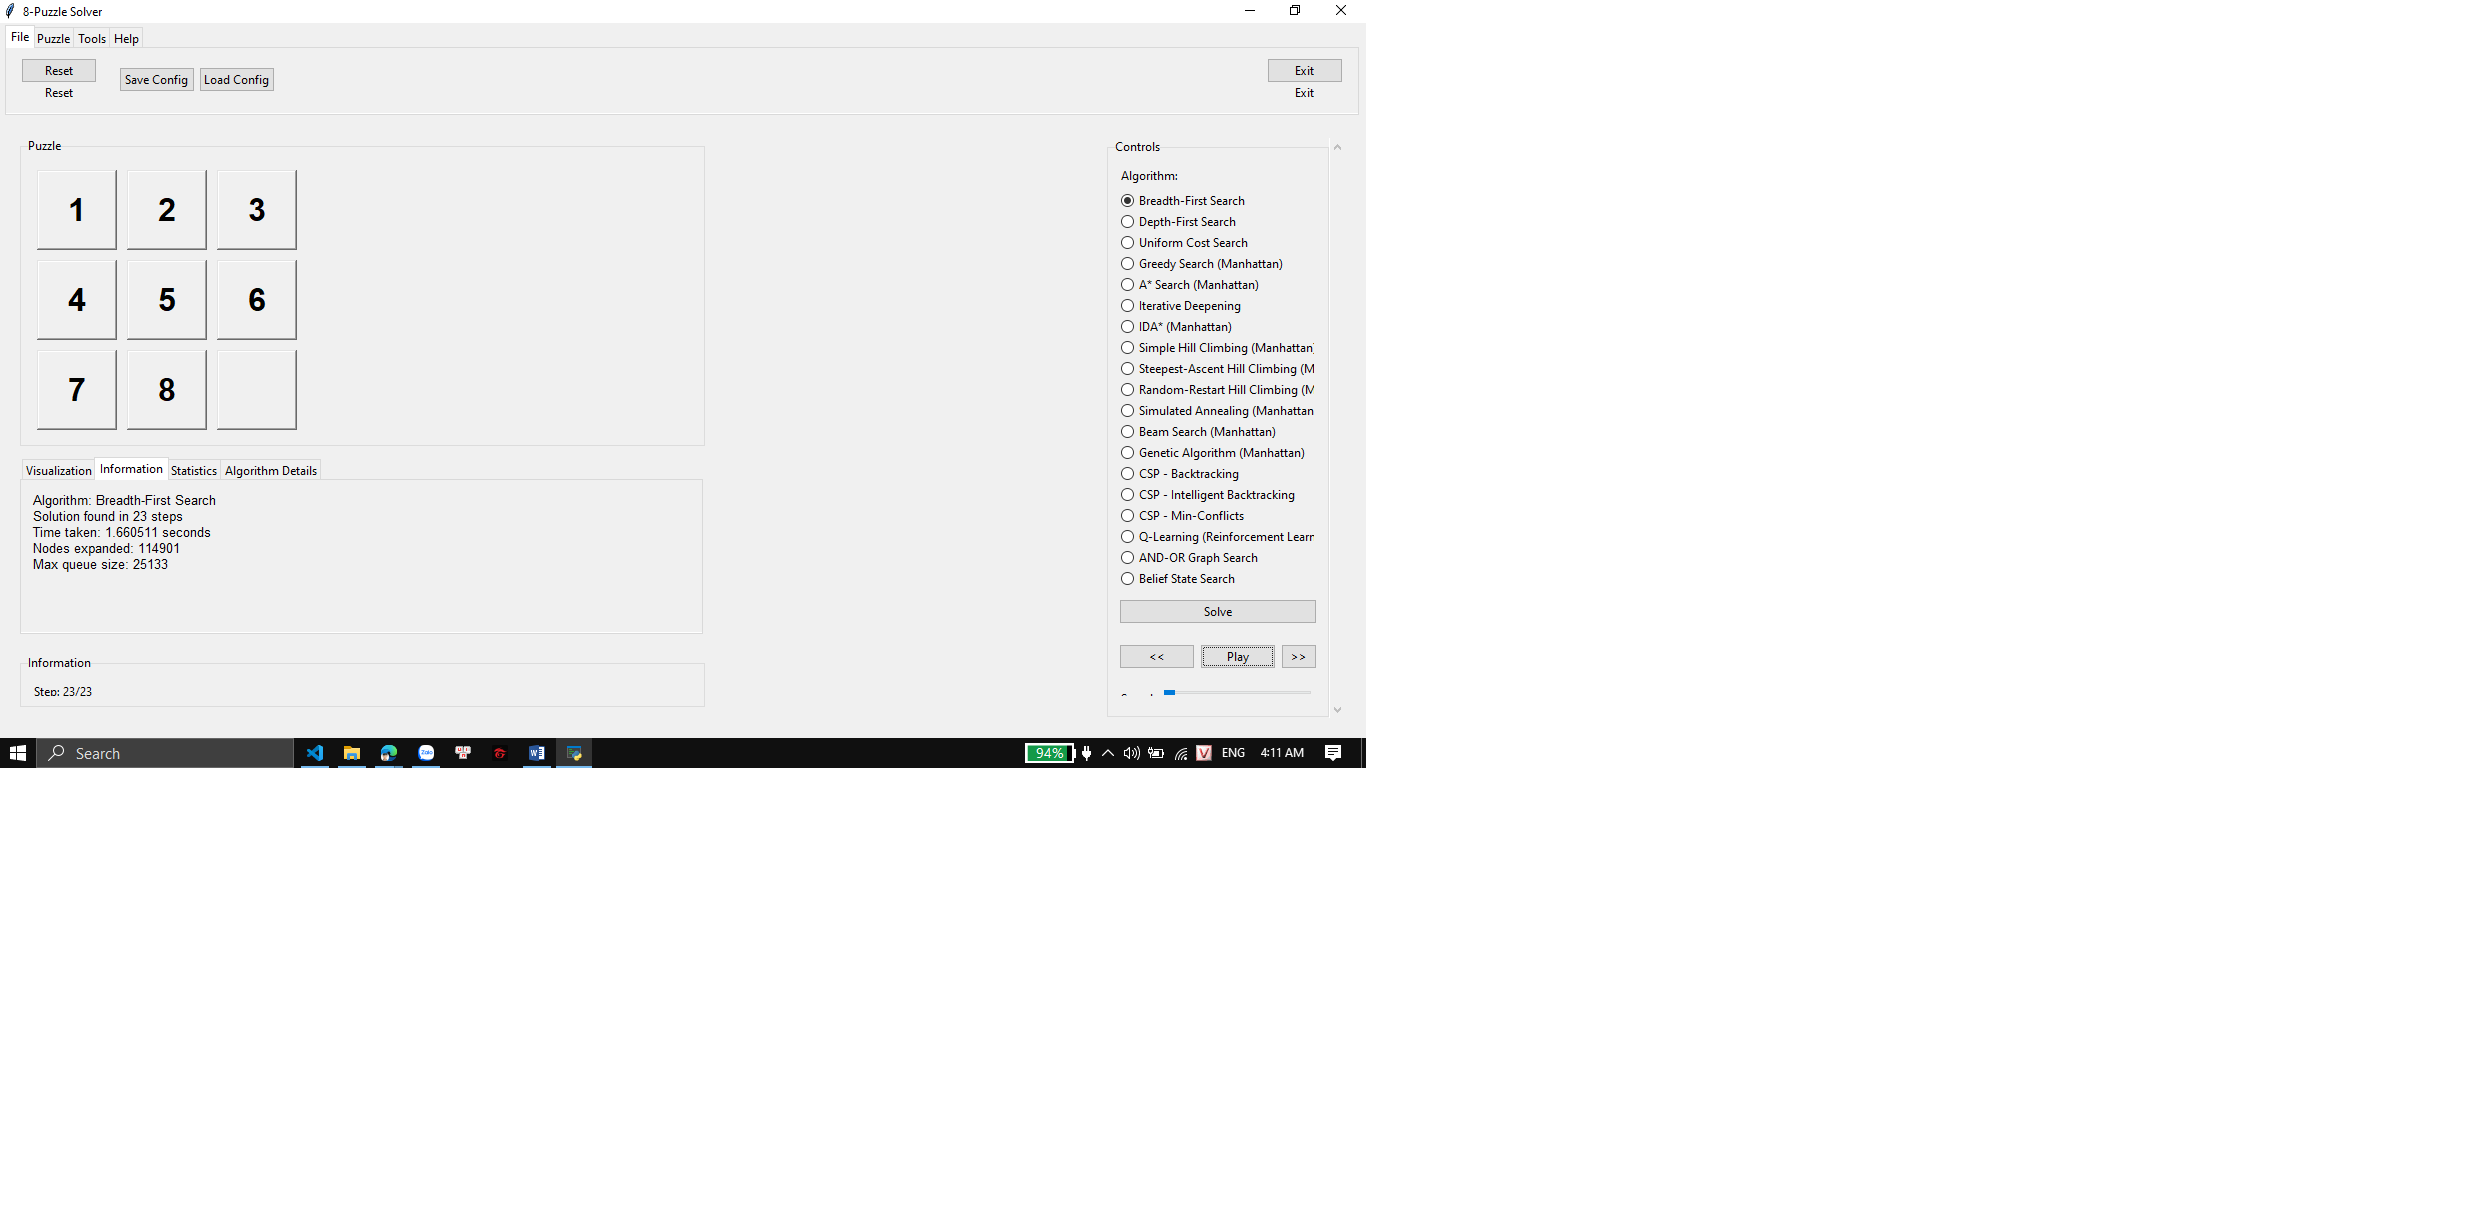 8-Puzzle Solver
File Puzzle Tools Help
Reset Save Config Load Config Exit
Reset Exit
Puzzle
1 2 3
4 5 6
7 8
Visualization Information Statistics Algorithm Details
Algorithm: Breadth-First Search
Solution found in 23 steps
Time taken: 1.660511 seconds
Nodes expanded: 114901
Max queue size: 25133
Information
Step: 23/23
Controls
Algorithm:
Breadth-First Search
Depth-First Search
Uniform Cost Search
Greedy Search (Manhattan)
A* Search (Manhattan)
Iterative Deepening
IDA* (Manhattan)
Simple Hill Climbing (Manhattan)
Steepest-Ascent Hill Climbing (M
Random-Restart Hill Climbing (M
Simulated Annealing (Manhattan
Beam Search (Manhattan)
Genetic Algorithm (Manhattan)
CSP - Backtracking
CSP - Intelligent Backtracking
CSP - Min-Conflicts
Q-Learning (Reinforcement Learn
AND-OR Graph Search
Belief State Search
Solve
<< Play >>
Search Zalo 94% V ENG 4:11 AM